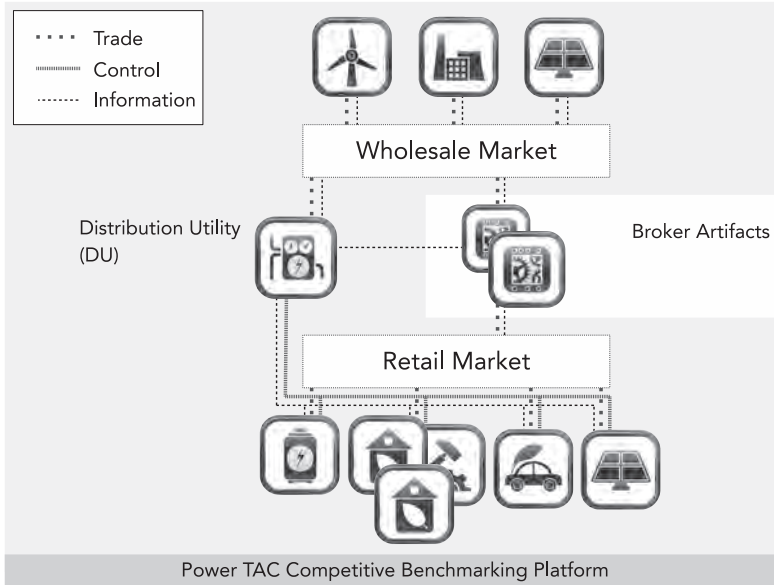 Trade
Control
Information
Wholesale Market
Distribution Utility
(DU)
Broker Artifacts
Retail Market
Power TAC Competitive Benchmarking Platform